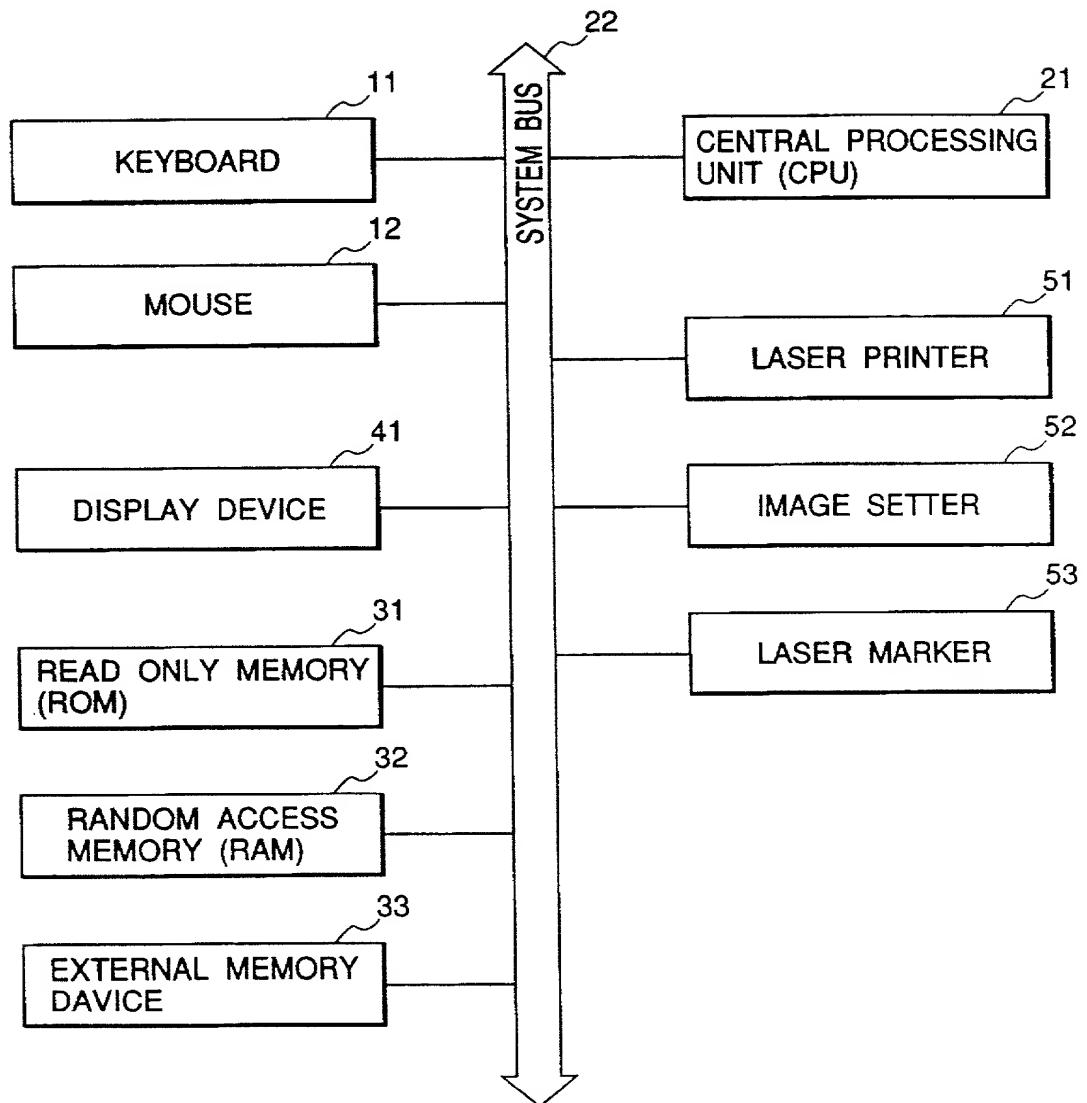 22
11
21
SYSTEM BUS
KEYBOARD
CENTRAL PROCESSING
UNIT (CPU)
12
MOUSE
51
LASER PRINTER
41
DISPLAY DEVICE
52
IMAGE SETTER
31
READ ONLY MEMORY
(ROM)
53
LASER MARKER
32
RANDOM ACCESS
MEMORY (RAM)
33
EXTERNAL MEMORY
DAVICE